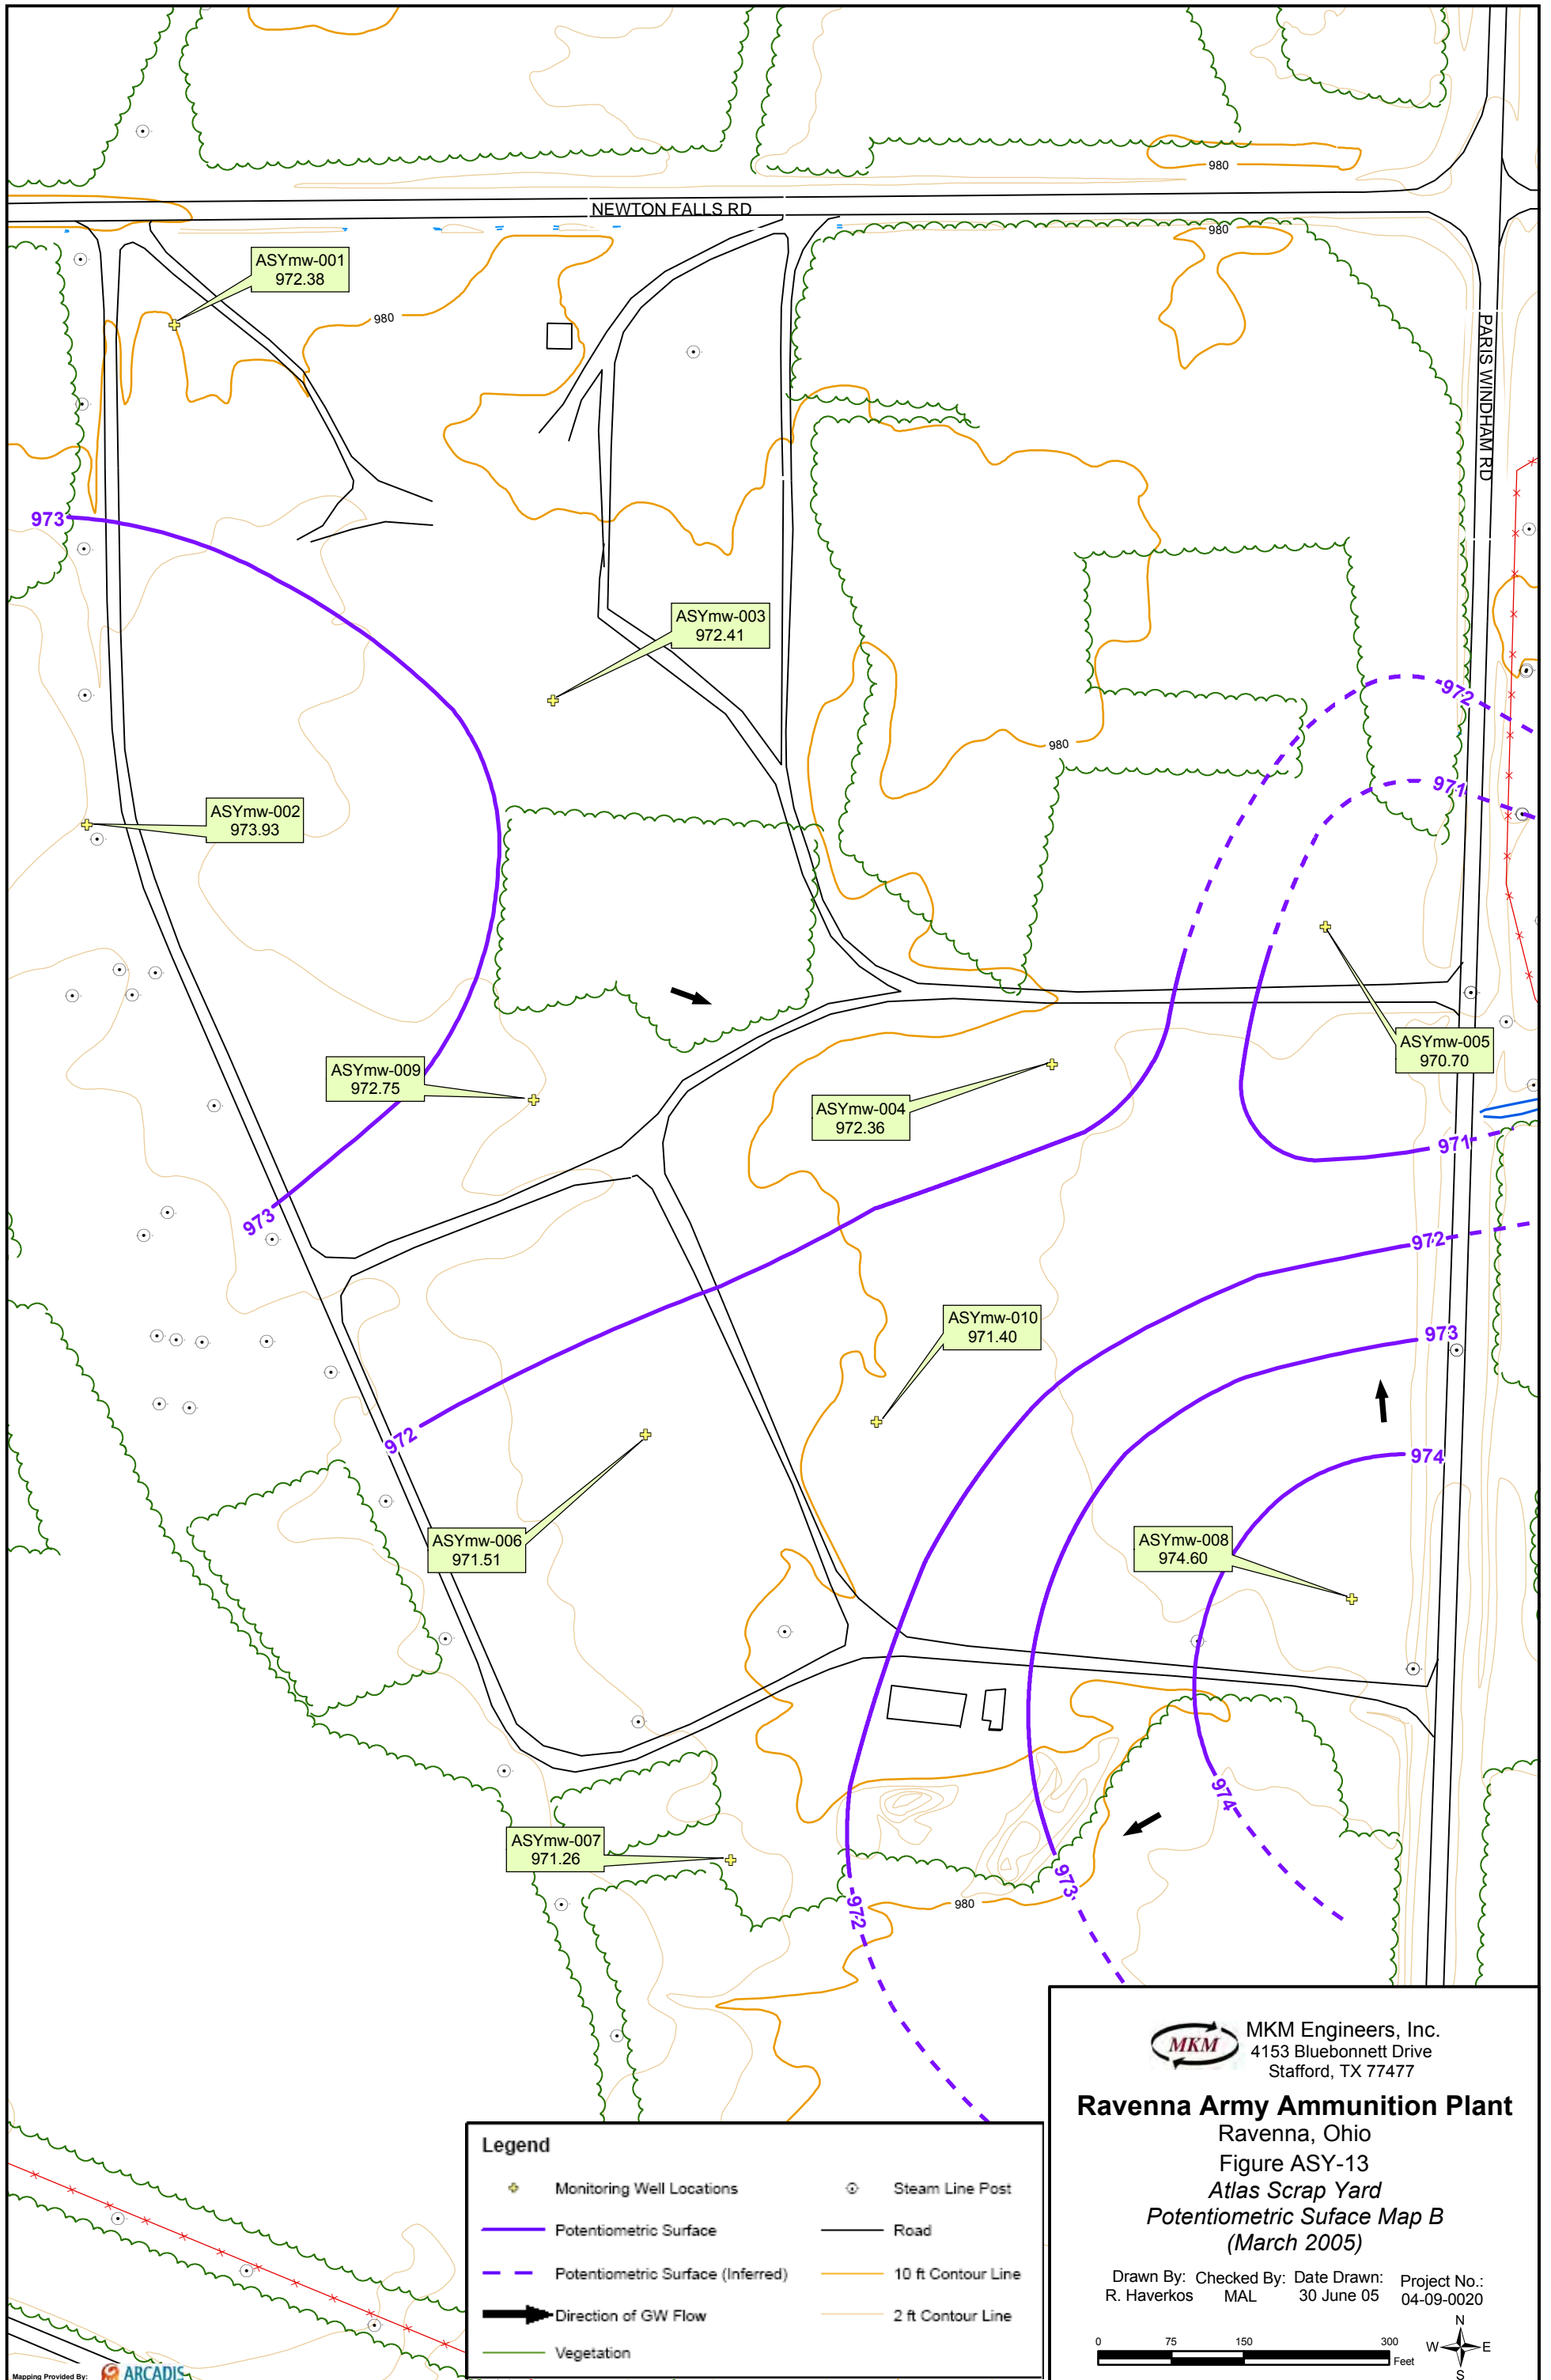 980
NEWTON FALLS RD
980
ASYmw-001
972.38
980
PARIS WINDHAM RD
973
ASYmw-003
972.41
972
980
971
ASYmw-002
973.93
ASYmw-005
970.70
ASYmw-009
972.75
ASYmw-004
972.36
971
973
972
ASYmw-010
971.40
973
972
974
ASYmw-006
971.51
ASYmw-008
974.60
974
ASYmw-007
971.26
973
972
980
MKM
MKM Engineers, Inc.
4153 Bluebonnett Drive
Stafford, TX 77477
Ravenna Army Ammunition Plant
Ravenna, Ohio
Figure ASY-13
Atlas Scrap Yard
Potentiometric Suface Map B
(March 2005)
Drawn By: Checked By: Date Drawn: Project No.:
R. Haverkos MAL 30 June 05 04-09-0020
N
W E
S
0 75 150 300
Feet
Legend
Monitoring Well Locations
Steam Line Post
Potentiometric Surface
Road
Potentiometric Surface (Inferred)
10 ft Contour Line
Direction of GW Flow
2 ft Contour Line
Vegetation
Mapping Provided By:
ARCADIS